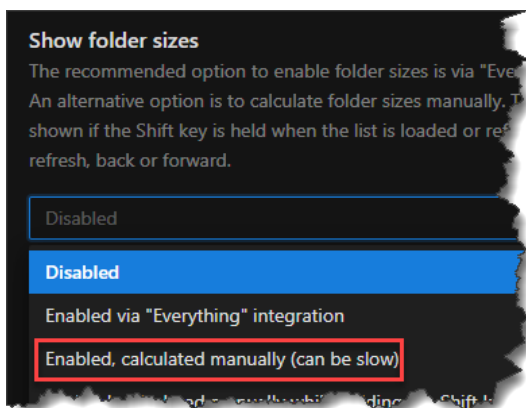 Show folder sizes
The recommended option to enable folder sizes is via "Eve
An alternative option is to calculate folder sizes manually. T
shown if the Shift key is held when the list is loaded or ref
refresh, back or forward.
Disabled
Disabled
Enabled via "Everything" integration
Enabled, calculated manually (can be slow)